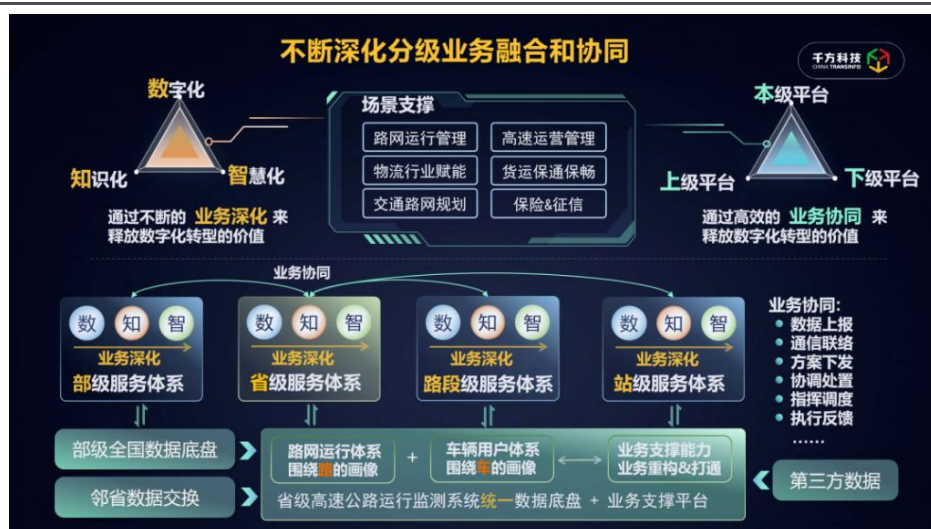 不断深化分级业务融合和协同
千方科技
CHINA TRANSINFO
数字化
知识化
智慧化
通过不断的 业务深化 来
释放数字化转型的价值
场景支撑
路网运行管理
高速运营管理
物流行业赋能
货运保通保畅
交通路网规划
保险&征信
本级平台
上级平台
下级平台
通过高效的 业务协同 来
释放数字化转型的价值
业务协同
数 知 智
业务深化
部级服务体系
数 知 智
业务深化
省级服务体系
数 知 智
业务深化
路段级服务体系
数 知 智
业务深化
站级服务体系
业务协同:
• 数据上报
• 通信联络
• 方案下发
• 协调处置
• 指挥调度
• 执行反馈
……
部级全国数据底盘
邻省数据交换
路网运行体系
围绕路的画像
+
车辆用户体系
围绕车的画像
业务支撑能力
业务重构&打通
省级高速公路运行监测系统统一数据底盘 + 业务支撑平台
第三方数据